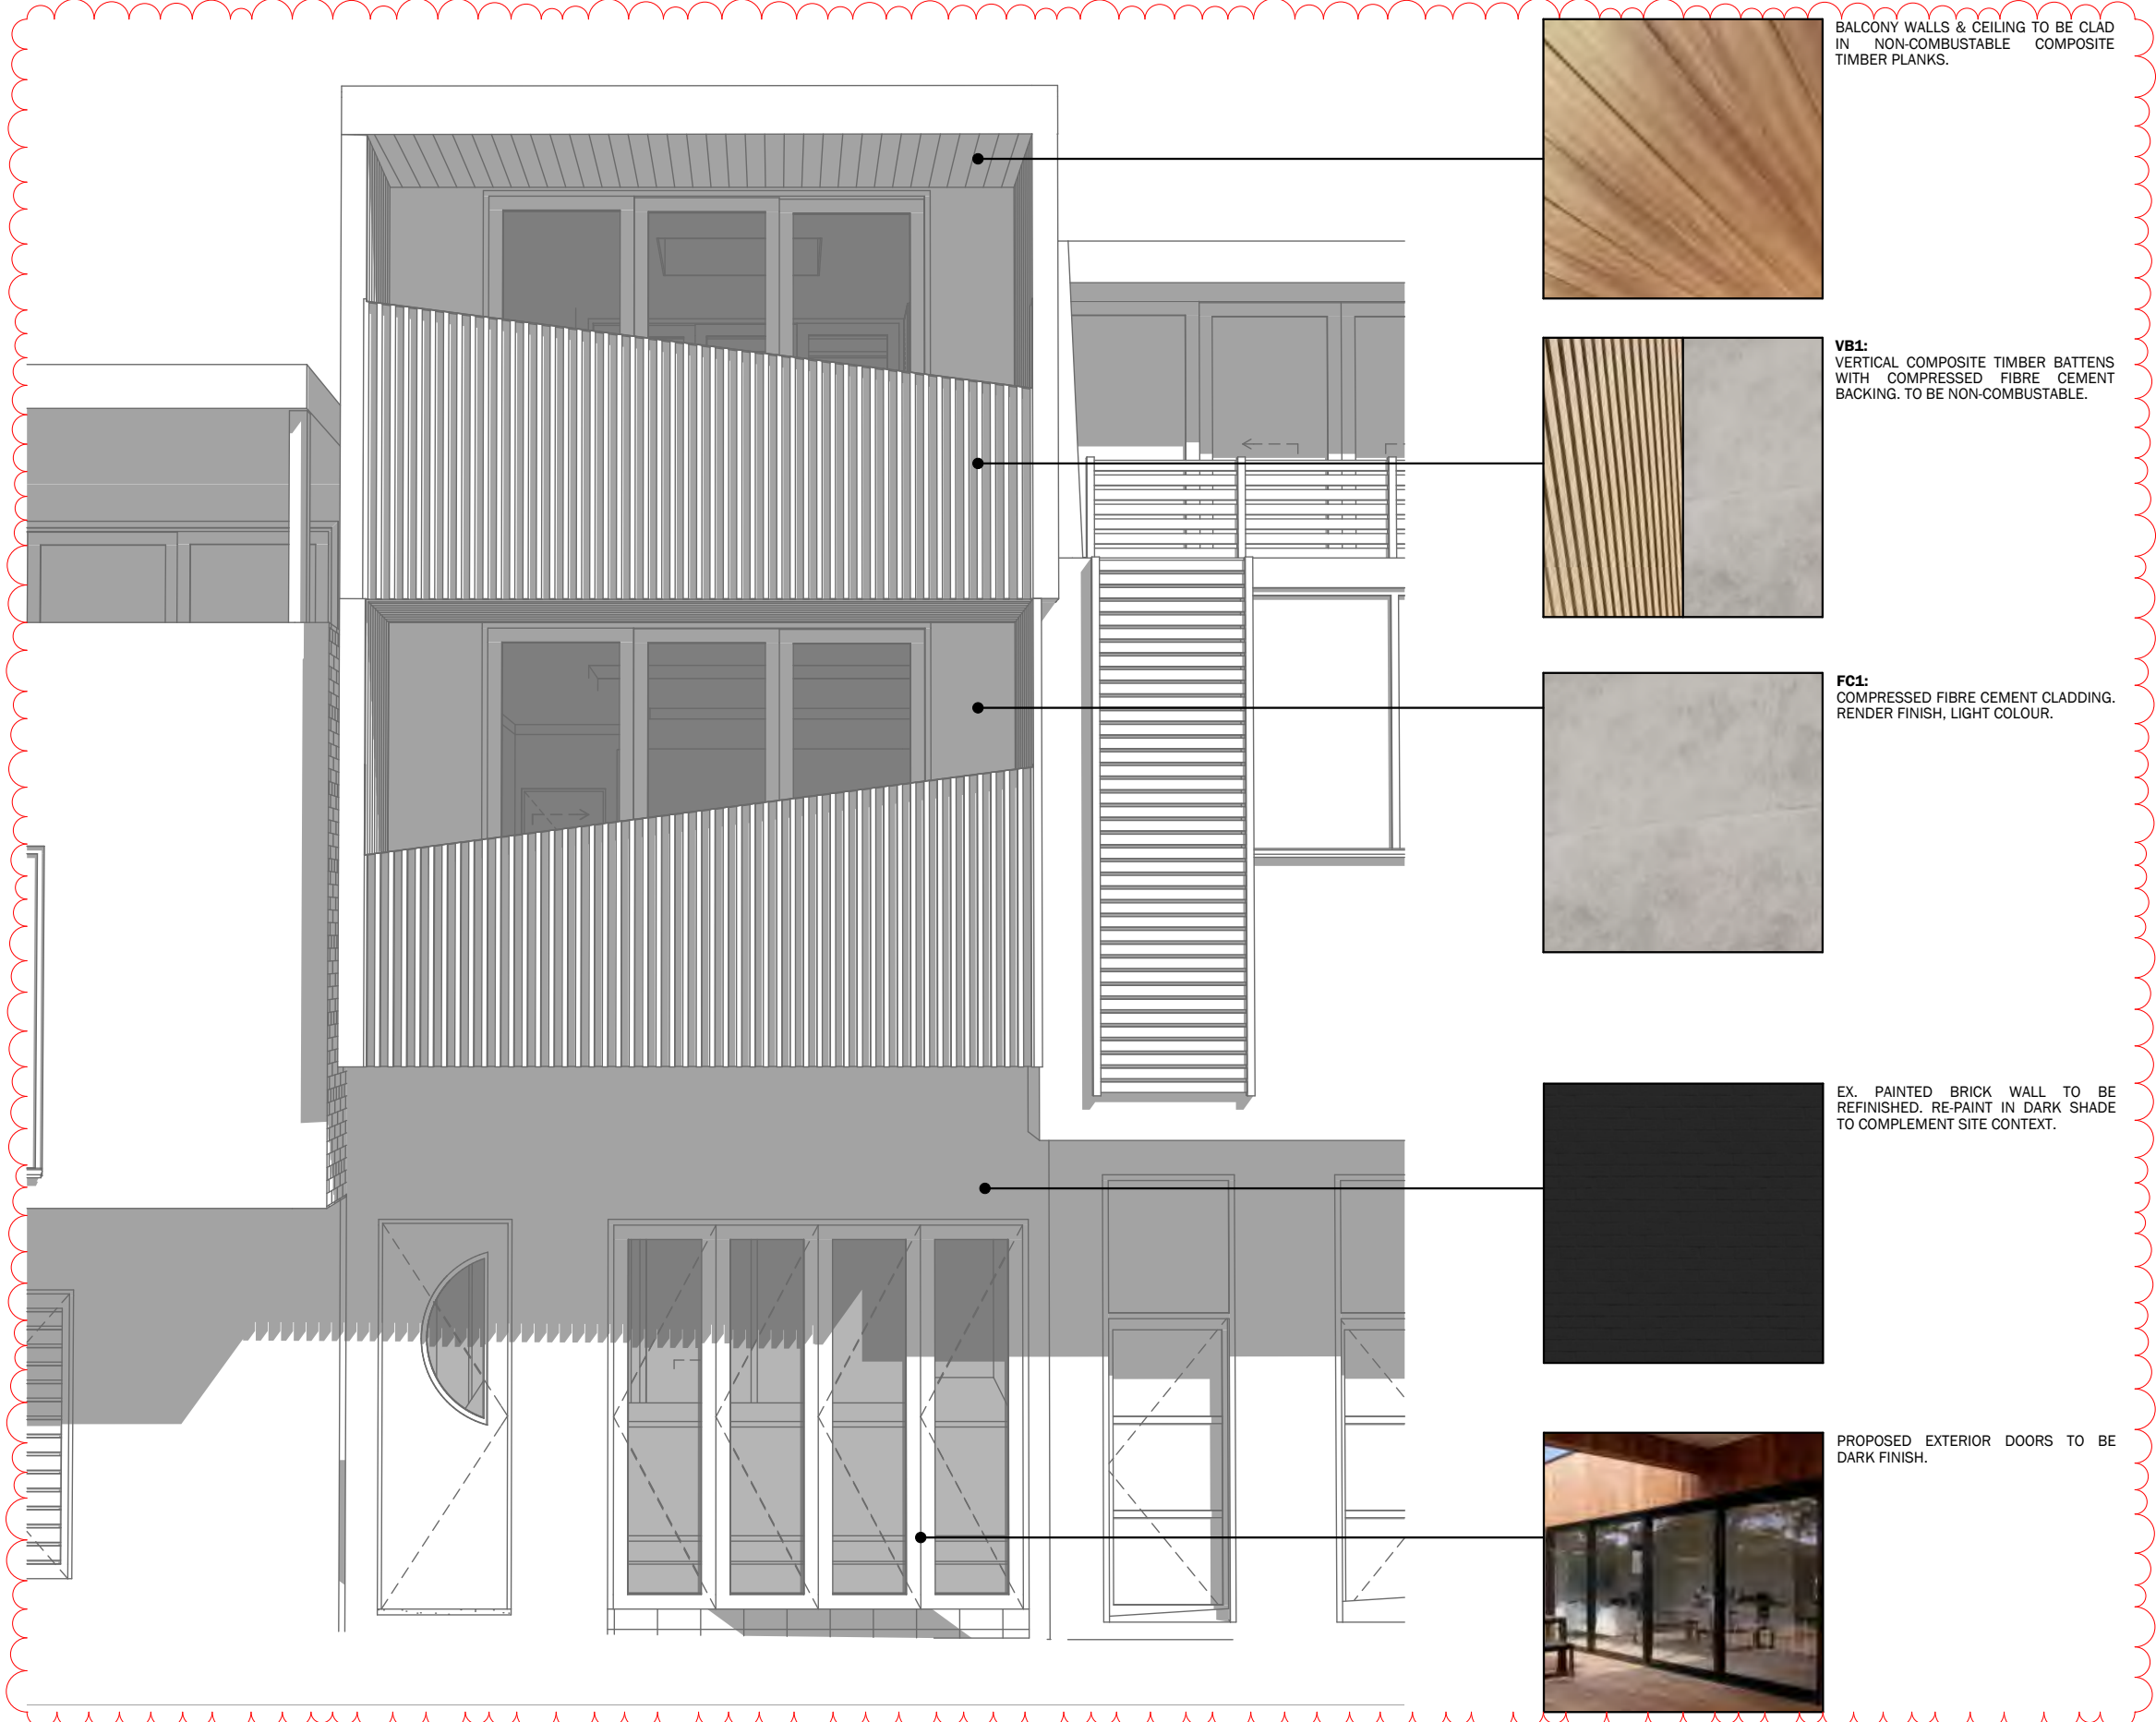 BALCONY WALLS & CEILING TO BE CLAD
IN NON-COMBUSTABLE COMPOSITE
TIMBER PLANKS.
VB1:
VERTICAL COMPOSITE TIMBER BATTENS
WITH COMPRESSED FIBRE CEMENT
BACKING. TO BE NON-COMBUSTABLE.
FC1:
COMPRESSED FIBRE CEMENT CLADDING.
RENDER FINISH, LIGHT COLOUR.
EX. PAINTED BRICK WALL TO BE
REFINISHED. RE-PAINT IN DARK SHADE
TO COMPLEMENT SITE CONTEXT.
PROPOSED EXTERIOR DOORS TO BE
DARK FINISH.